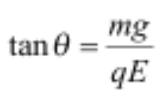 tan θ = mg / qE